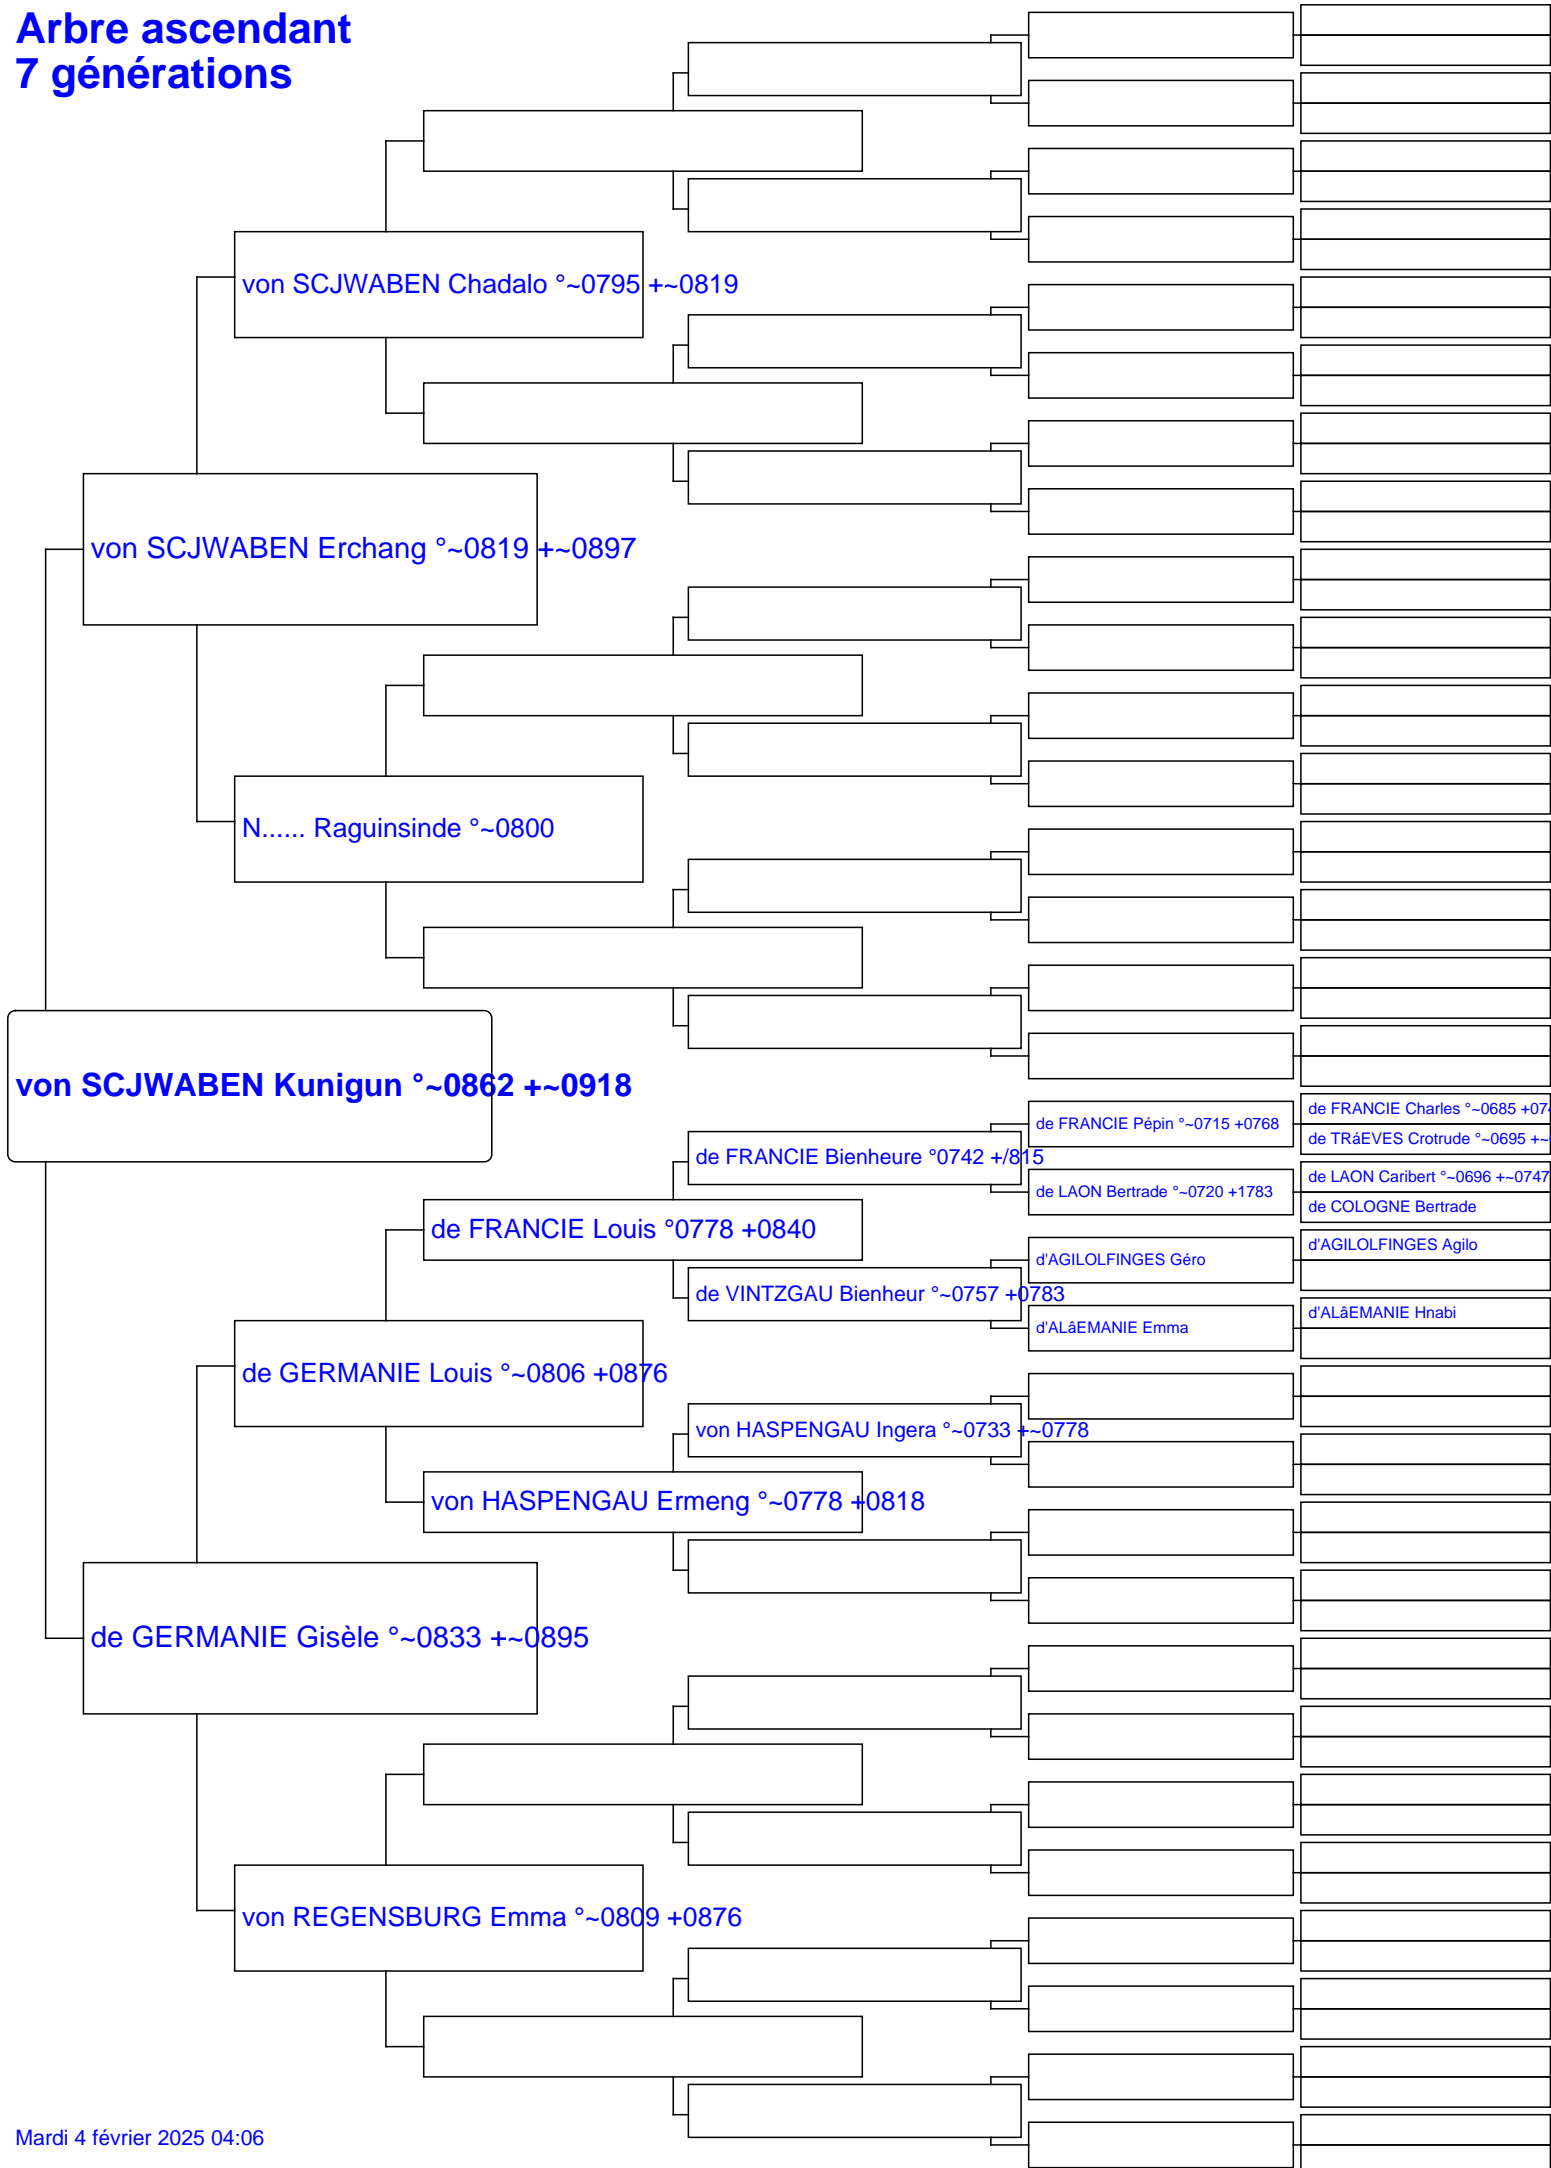 Arbre ascendant
7 générations
von SCJWABEN Chadalo °~0795 +~0819
von SCJWABEN Erchang °~0819 +~0897
N...... Raguinsinde °~0800
von SCJWABEN Kunigun °~0862 +~0918
de FRANCIE Charles °~0685 +074
de FRANCIE Pépin °~0715 +0768
de TRáEVES Crotrude °~0695 +~
de FRANCIE Bienheure °0742 +/815
de LAON Caribert °~0696 +~0747
de LAON Bertrade °~0720 +1783
de COLOGNE Bertrade
de FRANCIE Louis °0778 +0840
d'AGILOLFINGES Agilo
d'AGILOLFINGES Géro
de VINTZGAU Bienheur °~0757 +0783
d'ALâEMANIE Hnabi
d'ALâEMANIE Emma
de GERMANIE Louis °~0806 +0876
von HASPENGAU Ingera °~0733 +~0778
von HASPENGAU Ermeng °~0778 +0818
de GERMANIE Gisèle °~0833 +~0895
von REGENSBURG Emma °~0809 +0876
Mardi 4 février 2025 04:06